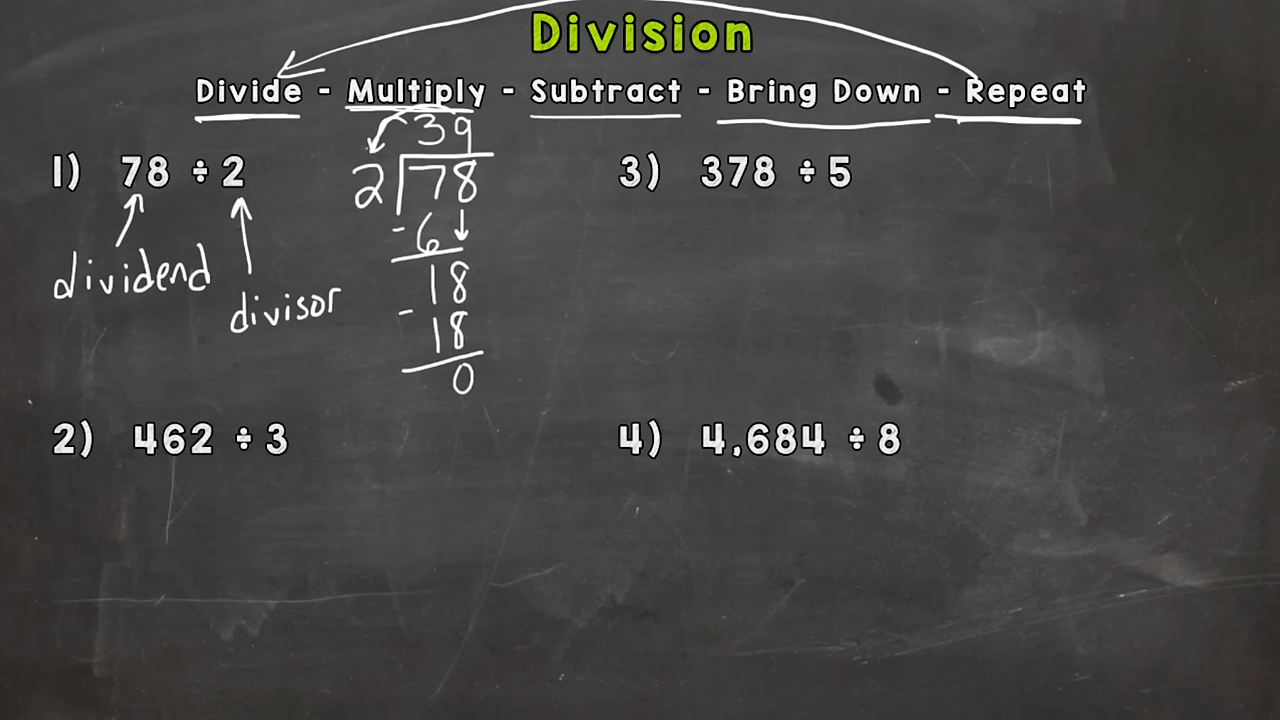 Division
Divide - Multiply - Subtract - Bring Down - Repeat
1) 78 ÷ 2
dividend
divisor
39
2 78
-6
18
- 18
0
2) 462 ÷ 3
3) 378 ÷ 5
4) 4,684 ÷ 8